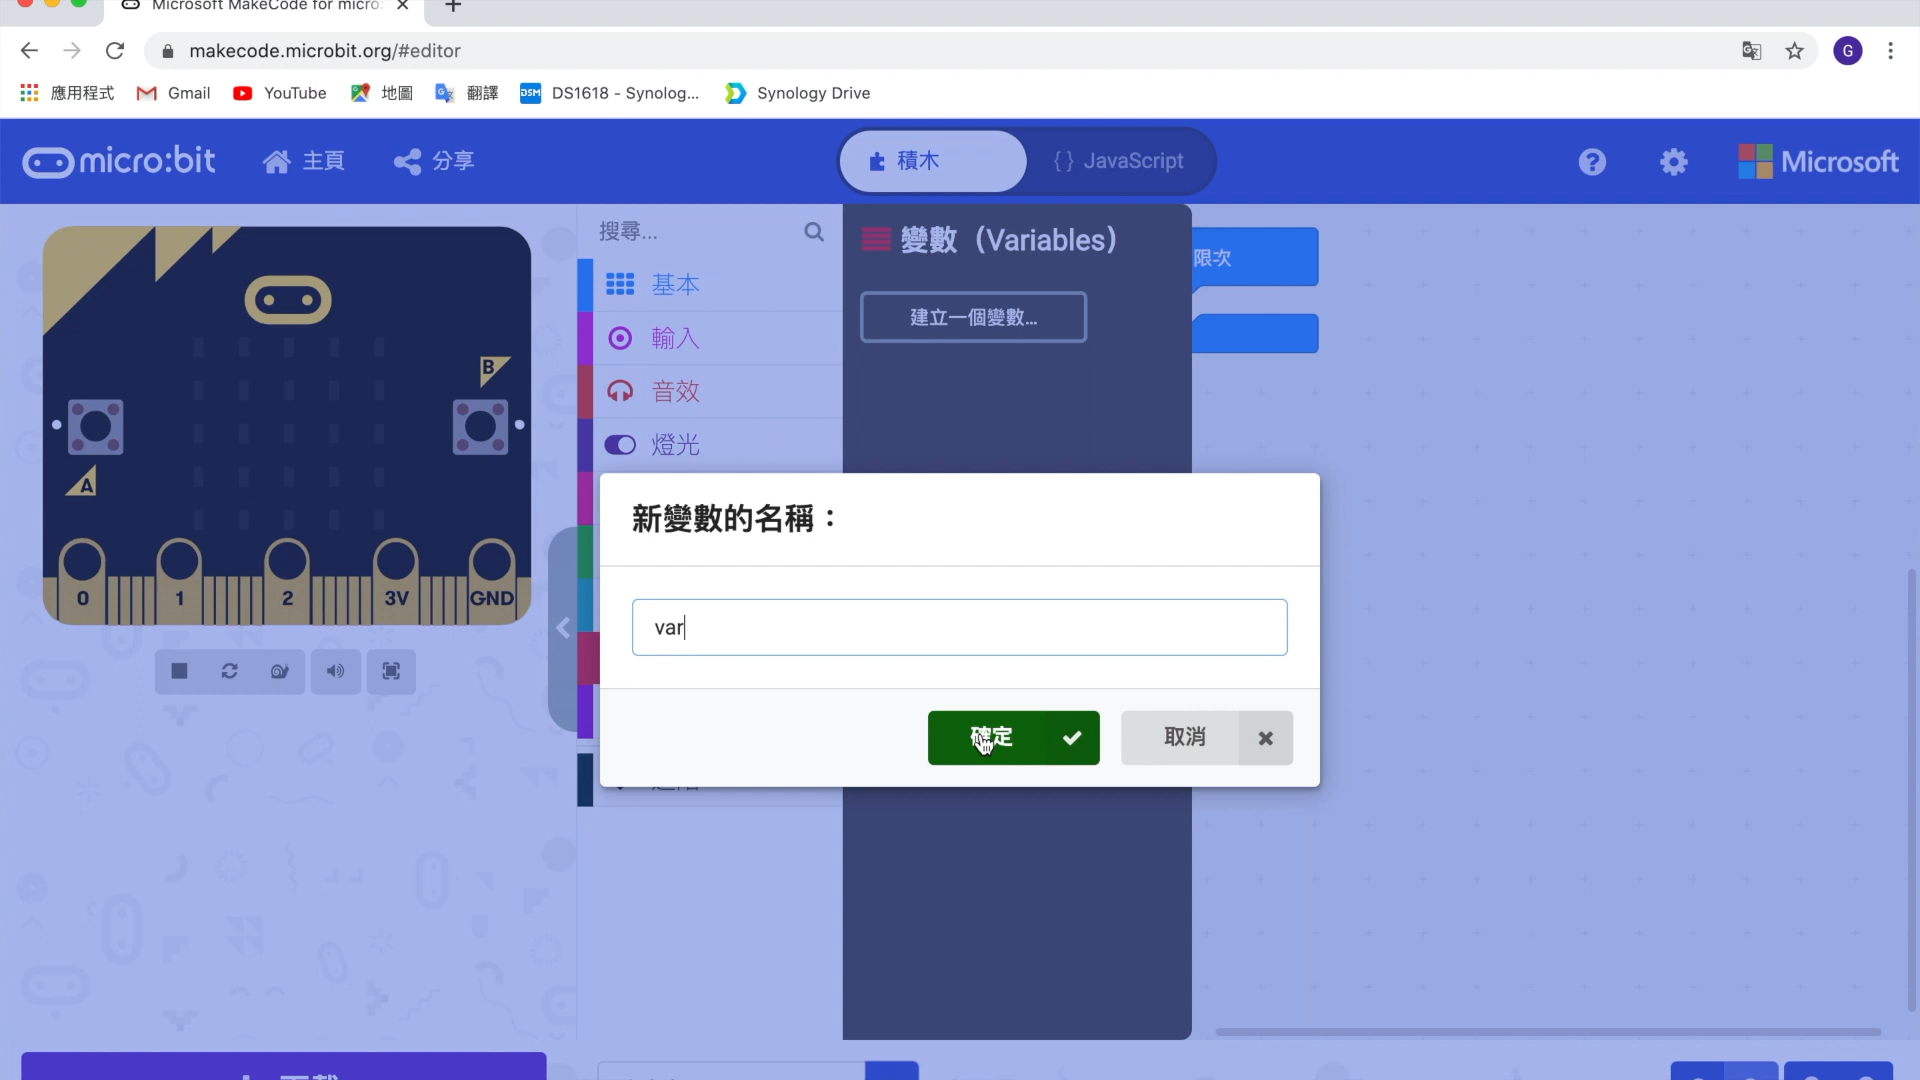 Microsoft MakeCode for micro:
makecode.microbit.org/#editor
G
應用程式
Gmail
YouTube
地圖
翻譯
DSM
DS1618 - Synolog...
Synology Drive
micro:bit
主頁
分享
積木
{ } JavaScript
Microsoft
搜尋...
基本
輸入
音效
燈光
變數（Variables）
建立一個變數...
限次
B
A
0
1
2
3V
GND
新變數的名稱：
var
確定
取消